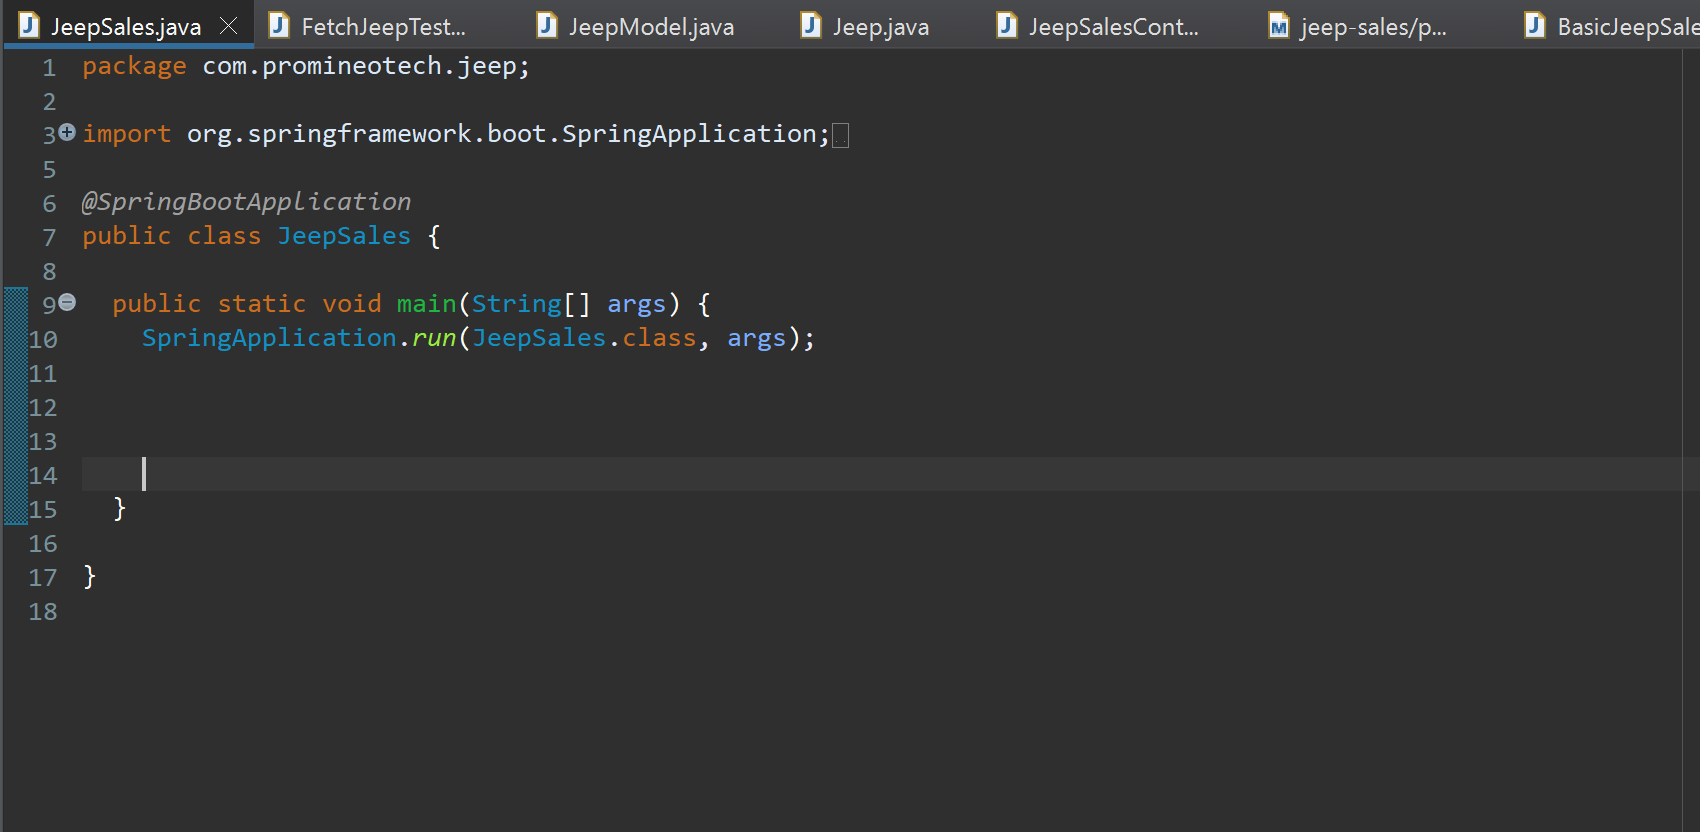 JeepSales.java FetchJeepTest... JeepModel.java Jeep.java JeepSalesCont... jeep-sales/p... BasicJeepSale
1 package com.promineotech.jeep;
2
3 import org.springframework.boot.SpringApplication;
5
6 @SpringBootApplication
7 public class JeepSales {
8
9 public static void main(String[] args) {
10 SpringApplication.run(JeepSales.class, args);
11
12
13
14
15 }
16
17 }
18